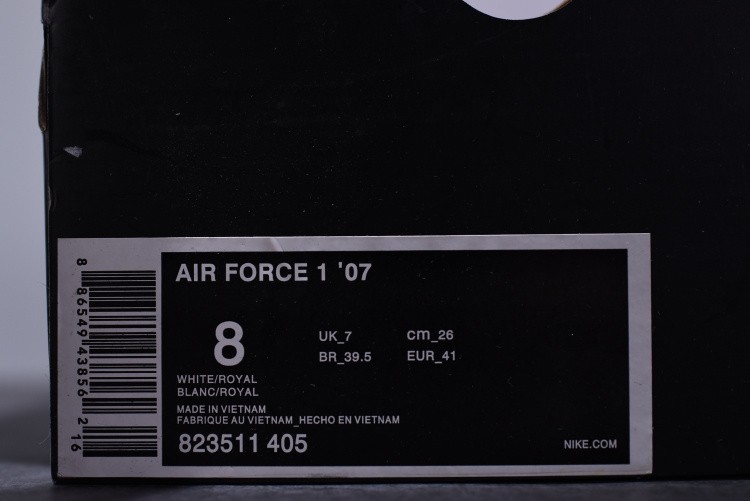 AIR FORCE 1 '07
8
UK_7 cm_26
BR_39.5 EUR_41
WHITE/ROYAL
BLANC/ROYAL
MADE IN VIETNAM
FABRIQUE AU VIETNAM_HECHO EN VIETNAM
823511 405
NIKE.COM
8 86549 43856 2 16